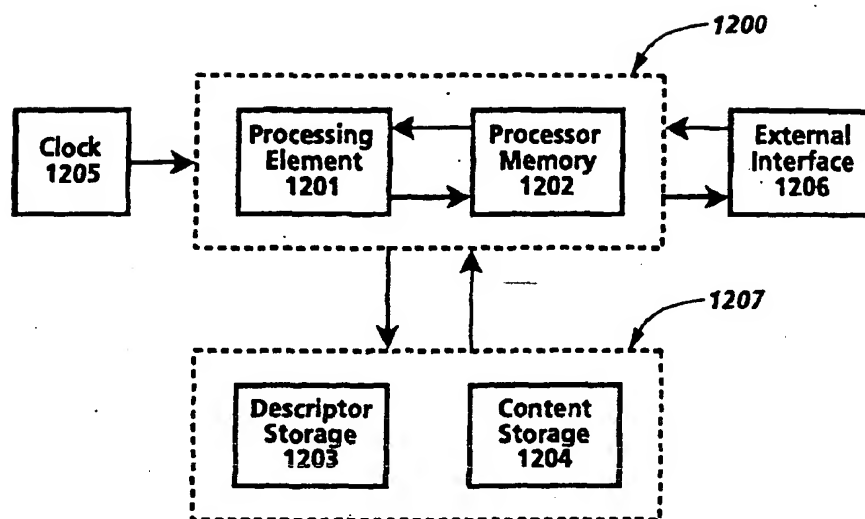 1200
Clock
1205
Processing
Element
1201
Processor
Memory
1202
External
Interface
1206
1207
Descriptor
Storage
1203
Content
Storage
1204